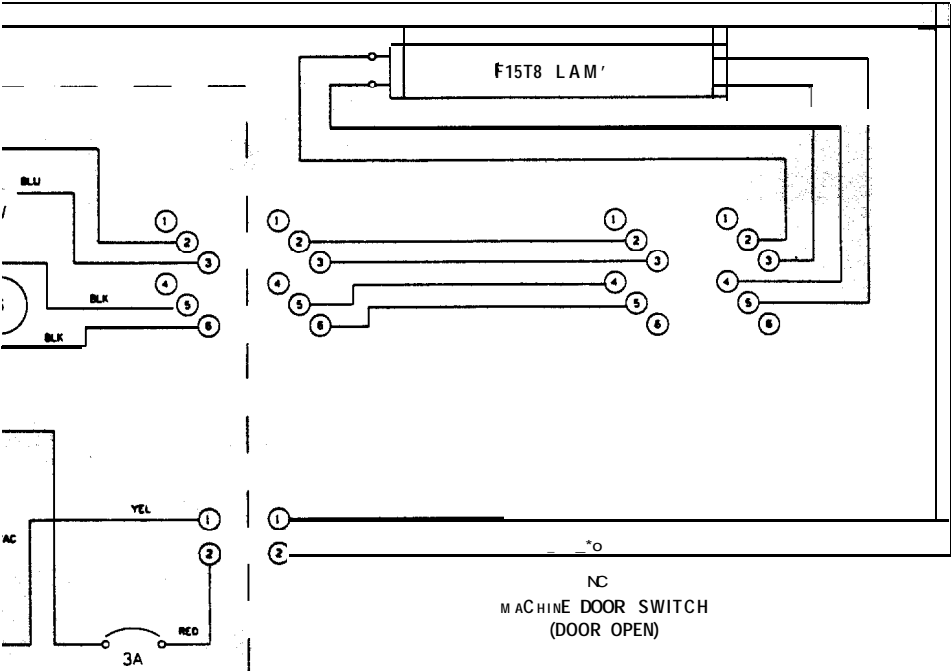 F15T8 LAM'
BLU
1 1 1 1
2 2 2 2
3 3 3 3
4 4 4 4
5 5 5 5
BLK
6 6 6 6
BLK
YEL
1 1
AC
2 2
_ _*o
NC
MACHINE DOOR SWITCH
(DOOR OPEN)
RED
3A